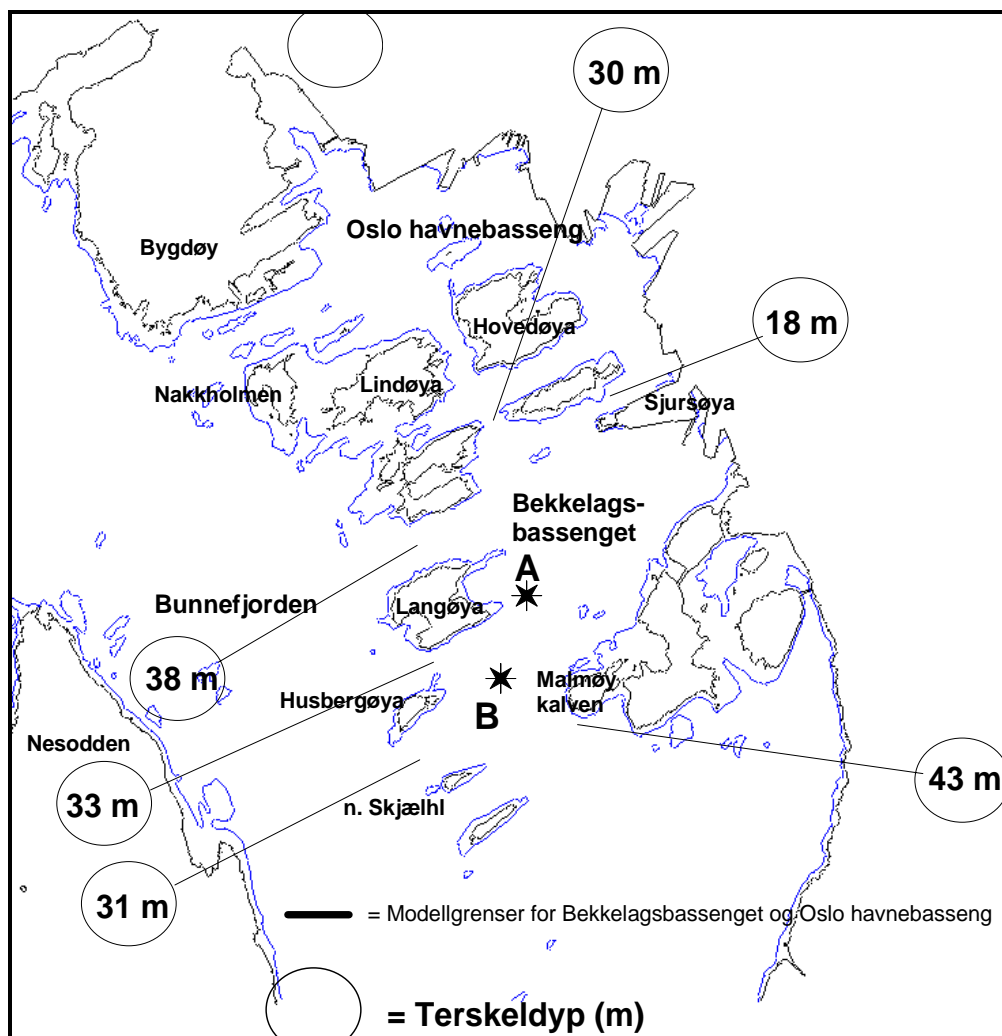 30 m
Oslo havnebasseng
Bygdøy
Hovedøya
18 m
Nakkholmen
Lindøya
Sjursøya
Bekkelags-
bassenget
A
Bunnefjorden
Langøya
38 m
Husbergøya
Malmøy
kalven
B
Nesodden
33 m
43 m
n. Skjælhl
31 m
= Modellgrenser for Bekkelagsbassenget og Oslo havnebasseng
= Terskeldyp (m)